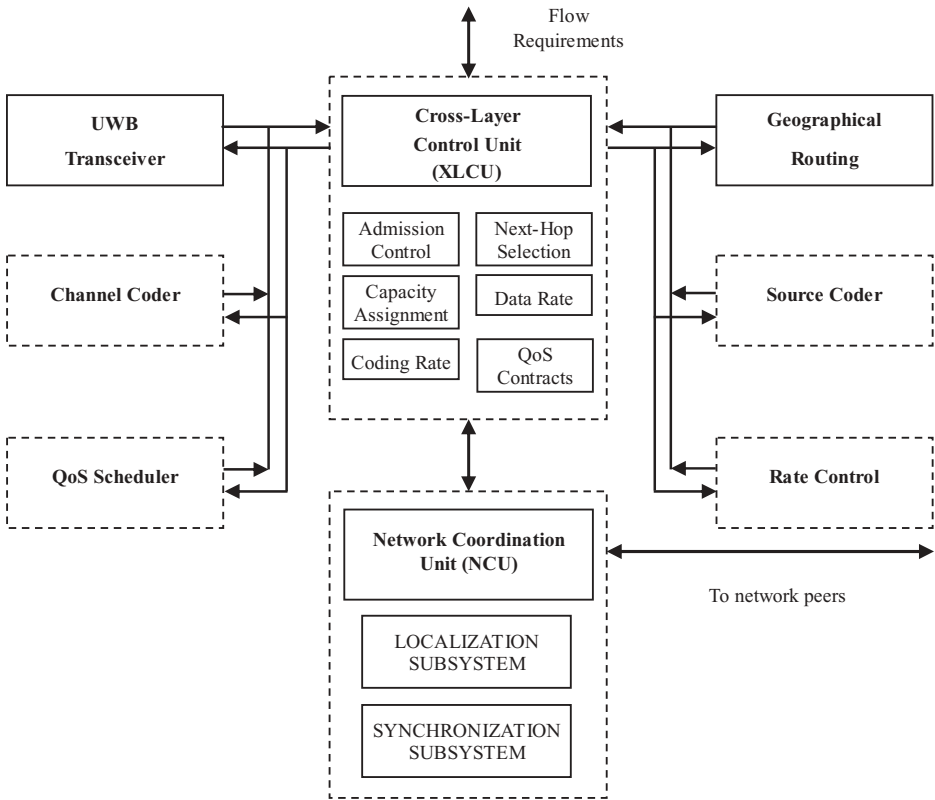 Flow
Requirements
UWB
Transceiver
Cross-Layer
Control Unit
(XLCU)
Geographical
Routing
Admission
Control
Next-Hop
Selection
Channel Coder
Capacity
Assignment
Data Rate
Source Coder
Coding Rate
QoS
Contracts
QoS Scheduler
Rate Control
Network Coordination
Unit (NCU)
To network peers
LOCALIZATION
SUBSYSTEM
SYNCHRONIZATION
SUBSYSTEM